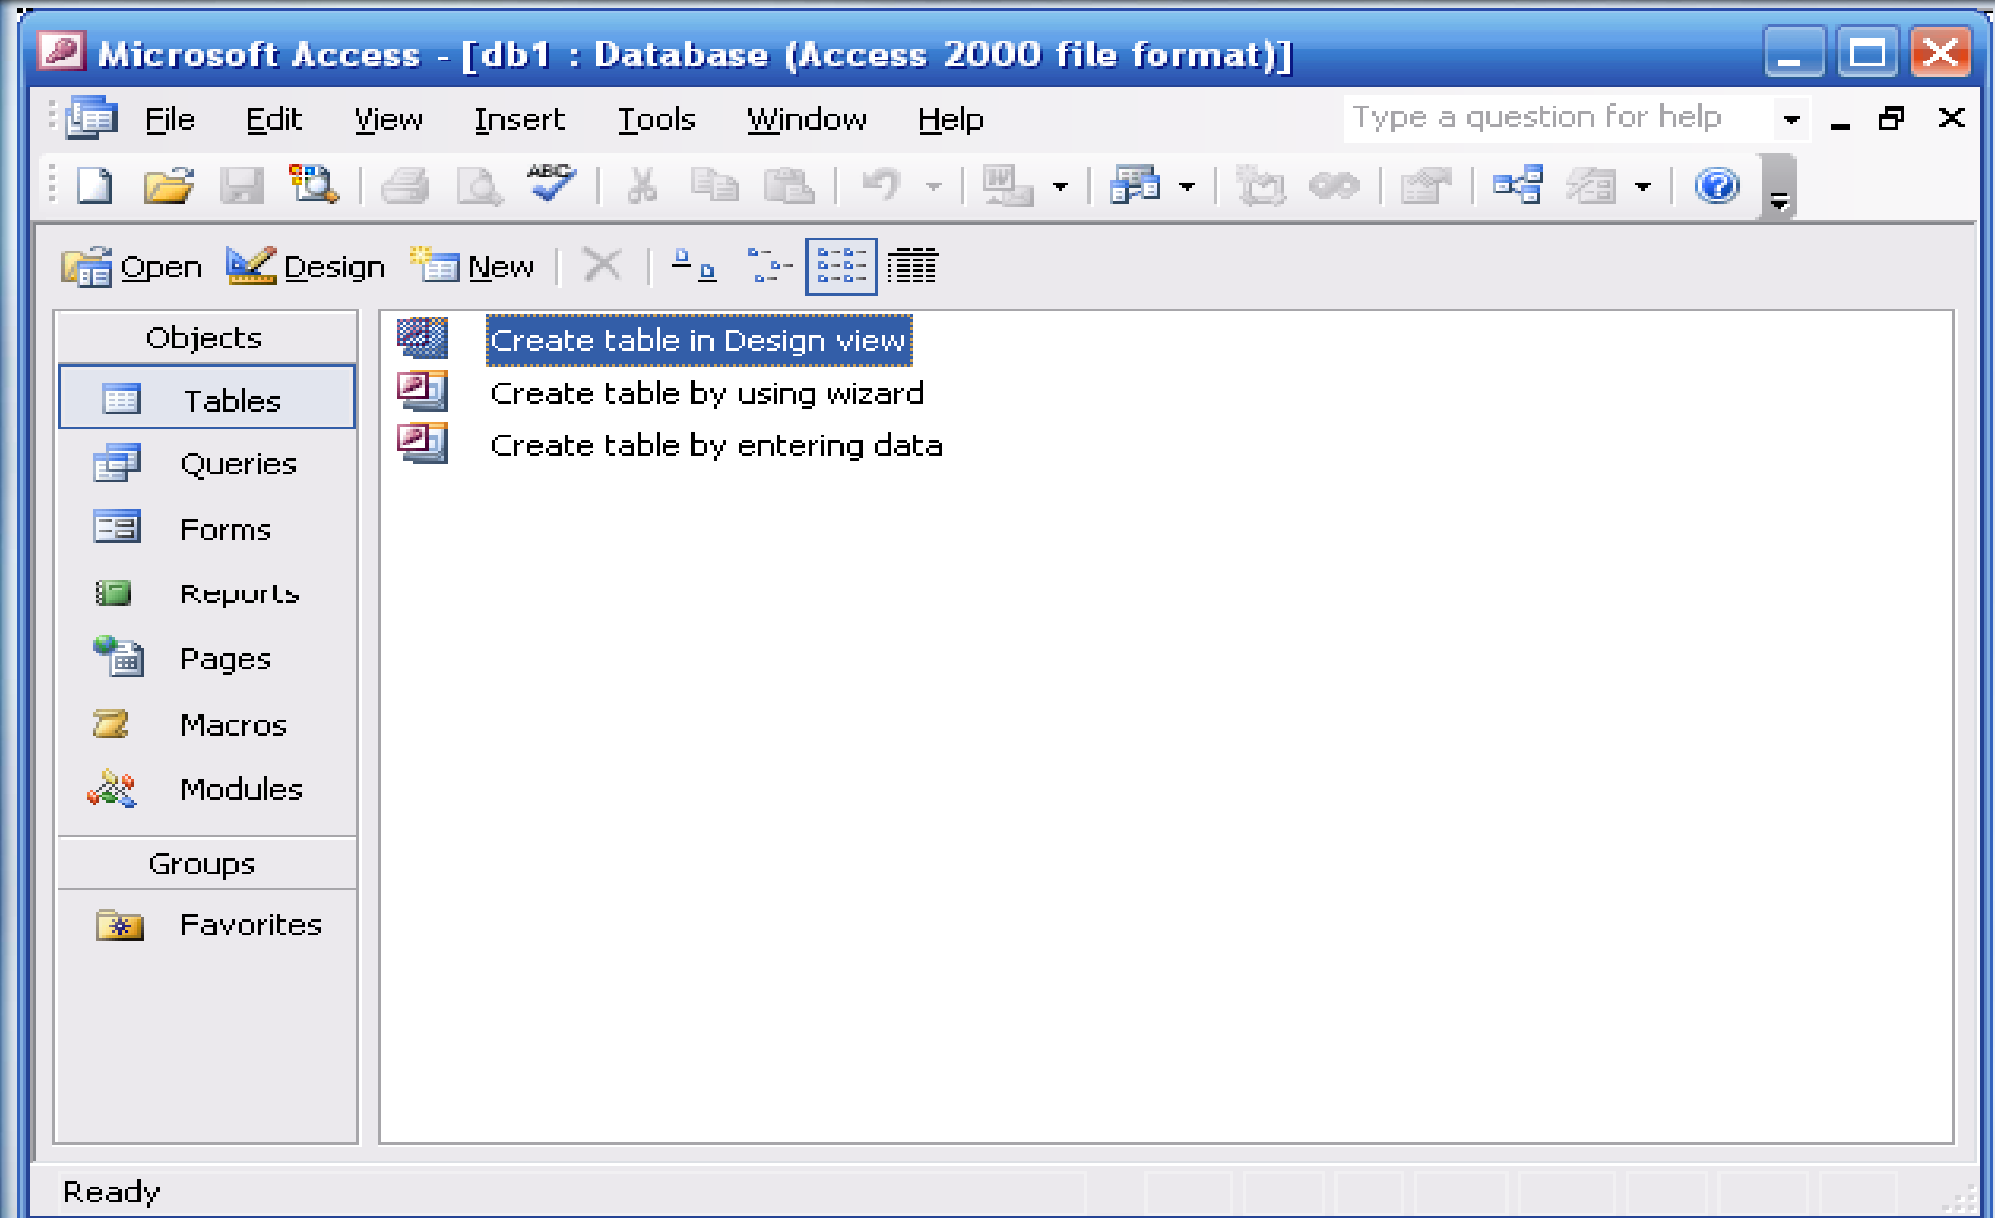 Microsoft Access - [db1 : Database (Access 2000 file format)]
File Edit View Insert Tools Window Help Type a question for help
ABC
W
Open Design New
Objects
Tables
Queries
Forms
Reports
Pages
Macros
Modules
Groups
Favorites
Create table in Design view
Create table by using wizard
Create table by entering data
Ready